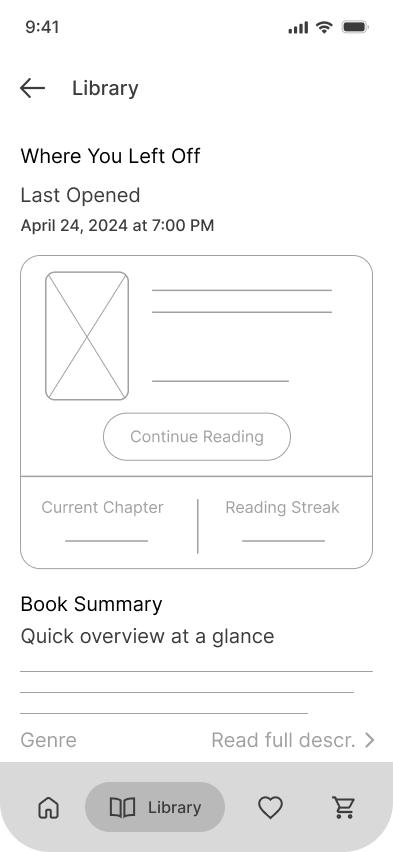 9:41
Library
Where You Left Off
Last Opened
April 24, 2024 at 7:00 PM
Continue Reading
Current Chapter
Reading Streak
Book Summary
Quick overview at a glance
Genre
Read full descr.
Library